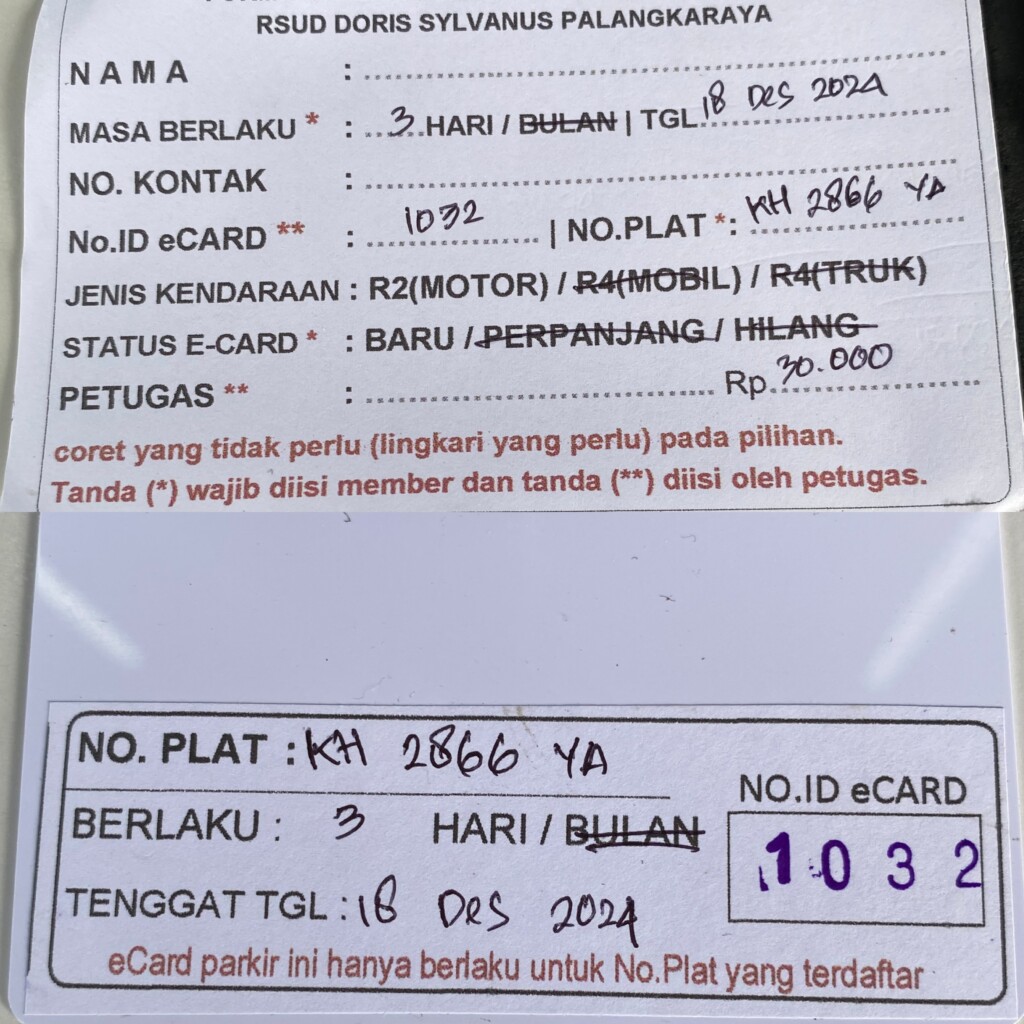 RSUD DORIS SYLVANUS PALANGKARAYA
N A M A :
MASA BERLAKU * : 3 HARI / BULAN | TGL 18 Des 2024
NO. KONTAK :
No.ID eCARD ** : 1032 | NO.PLAT *: KH 2866 YA
JENIS KENDARAAN : R2(MOTOR) / R4(MOBIL) / R4(TRUK)
STATUS E-CARD * : BARU / PERPANJANG / HILANG
PETUGAS ** : Rp. 30.000
coret yang tidak perlu (lingkari yang perlu) pada pilihan.
Tanda (*) wajib diisi member dan tanda (**) diisi oleh petugas.
NO. PLAT : KH 2866 YA
BERLAKU : 3 HARI / BULAN
TENGGAT TGL : 18 Des 2024
NO.ID eCARD
1 0 3 2
eCard parkir ini hanya berlaku untuk No.Plat yang terdaftar